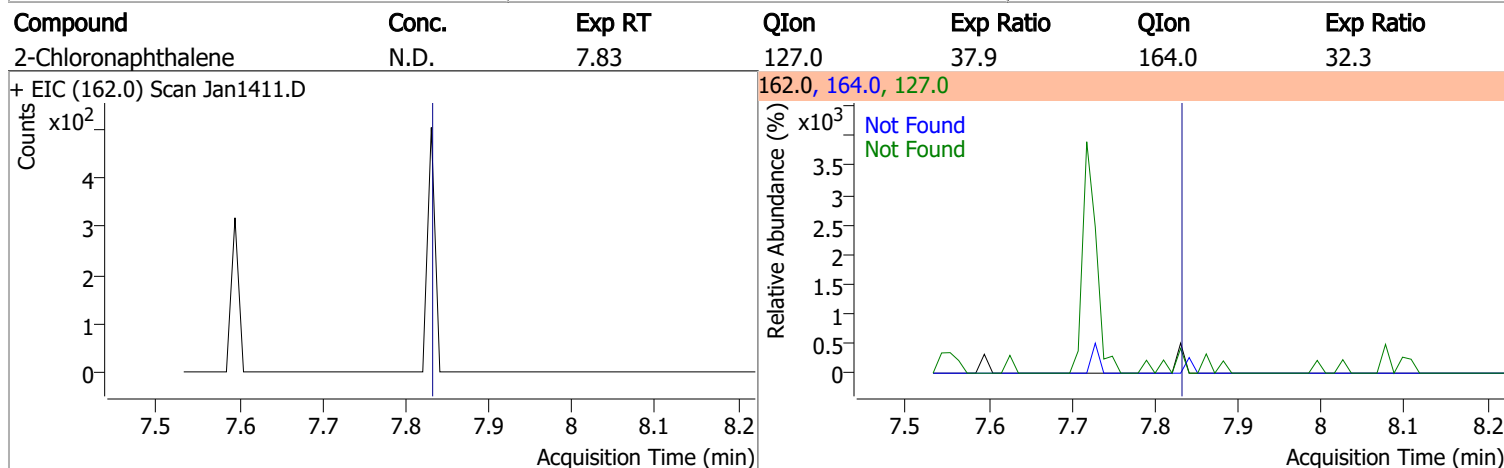 Compound Conc. Exp RT QIon Exp Ratio QIon Exp Ratio
2-Chloronaphthalene N.D. 7.83 127.0 37.9 164.0 32.3
+ EIC (162.0) Scan Jan1411.D
Counts
x10²
4
3
2
1
0
7.5 7.6 7.7 7.8 7.9 8 8.1 8.2
Acquisition Time (min)
162.0, 164.0, 127.0
Relative Abundance (%)
x10³
Not Found
Not Found
3.5
3
2.5
2
1.5
1
0.5
0
7.5 7.6 7.7 7.8 7.9 8 8.1 8.2
Acquisition Time (min)